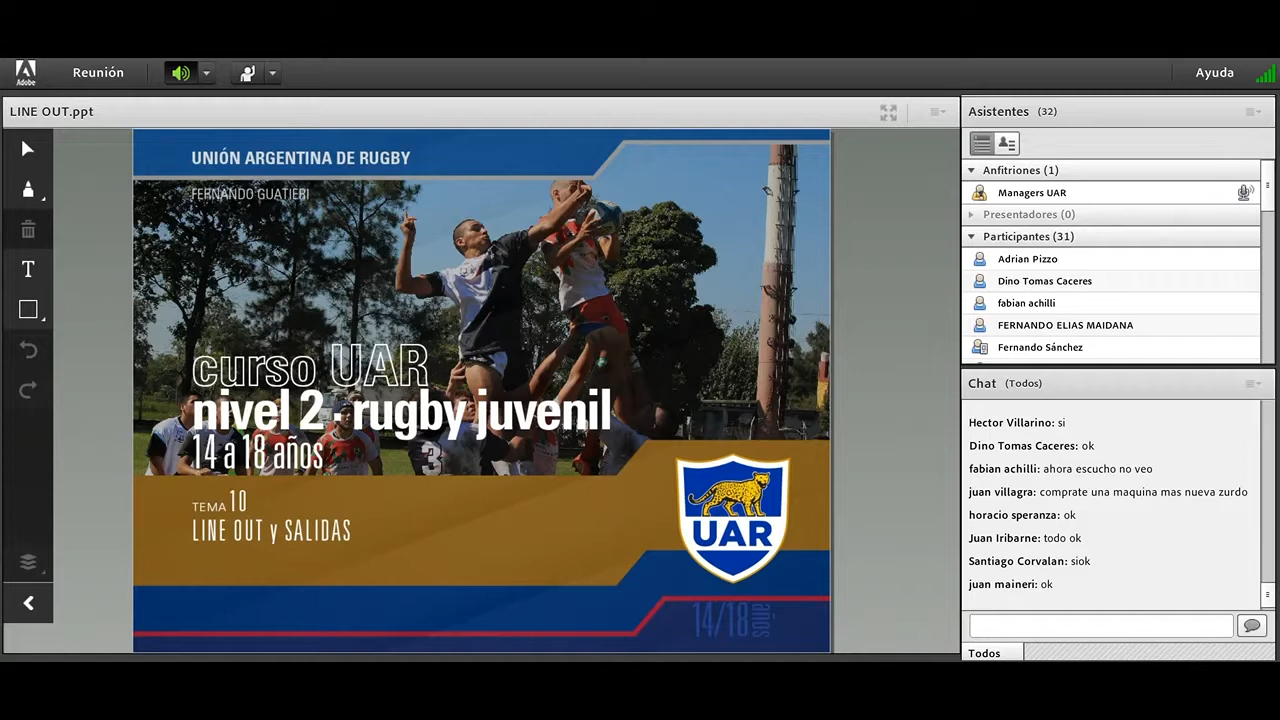 Adobe
Reunión
Ayuda
LINE OUT.ppt
UNIÓN ARGENTINA DE RUGBY
FERNANDO GUATIERI
curso UAR
nivel 2 · rugby juvenil
14 a 18 años
TEMA 10
LINE OUT y SALIDAS
UAR
14/18 años
T
3
Asistentes (32)
Anfitriones (1)
Managers UAR
Presentadores (0)
Participantes (31)
Adrian Pizzo
Dino Tomas Caceres
fabian achilli
FERNANDO ELIAS MAIDANA
Fernando Sánchez
Chat (Todos)
Hector Villarino: si
Dino Tomas Caceres: ok
fabian achilli: ahora escucho no veo
juan villagra: comprate una maquina mas nueva zurdo
horacio speranza: ok
Juan Iribarne: todo ok
Santiago Corvalan: siok
juan maineri: ok
Todos